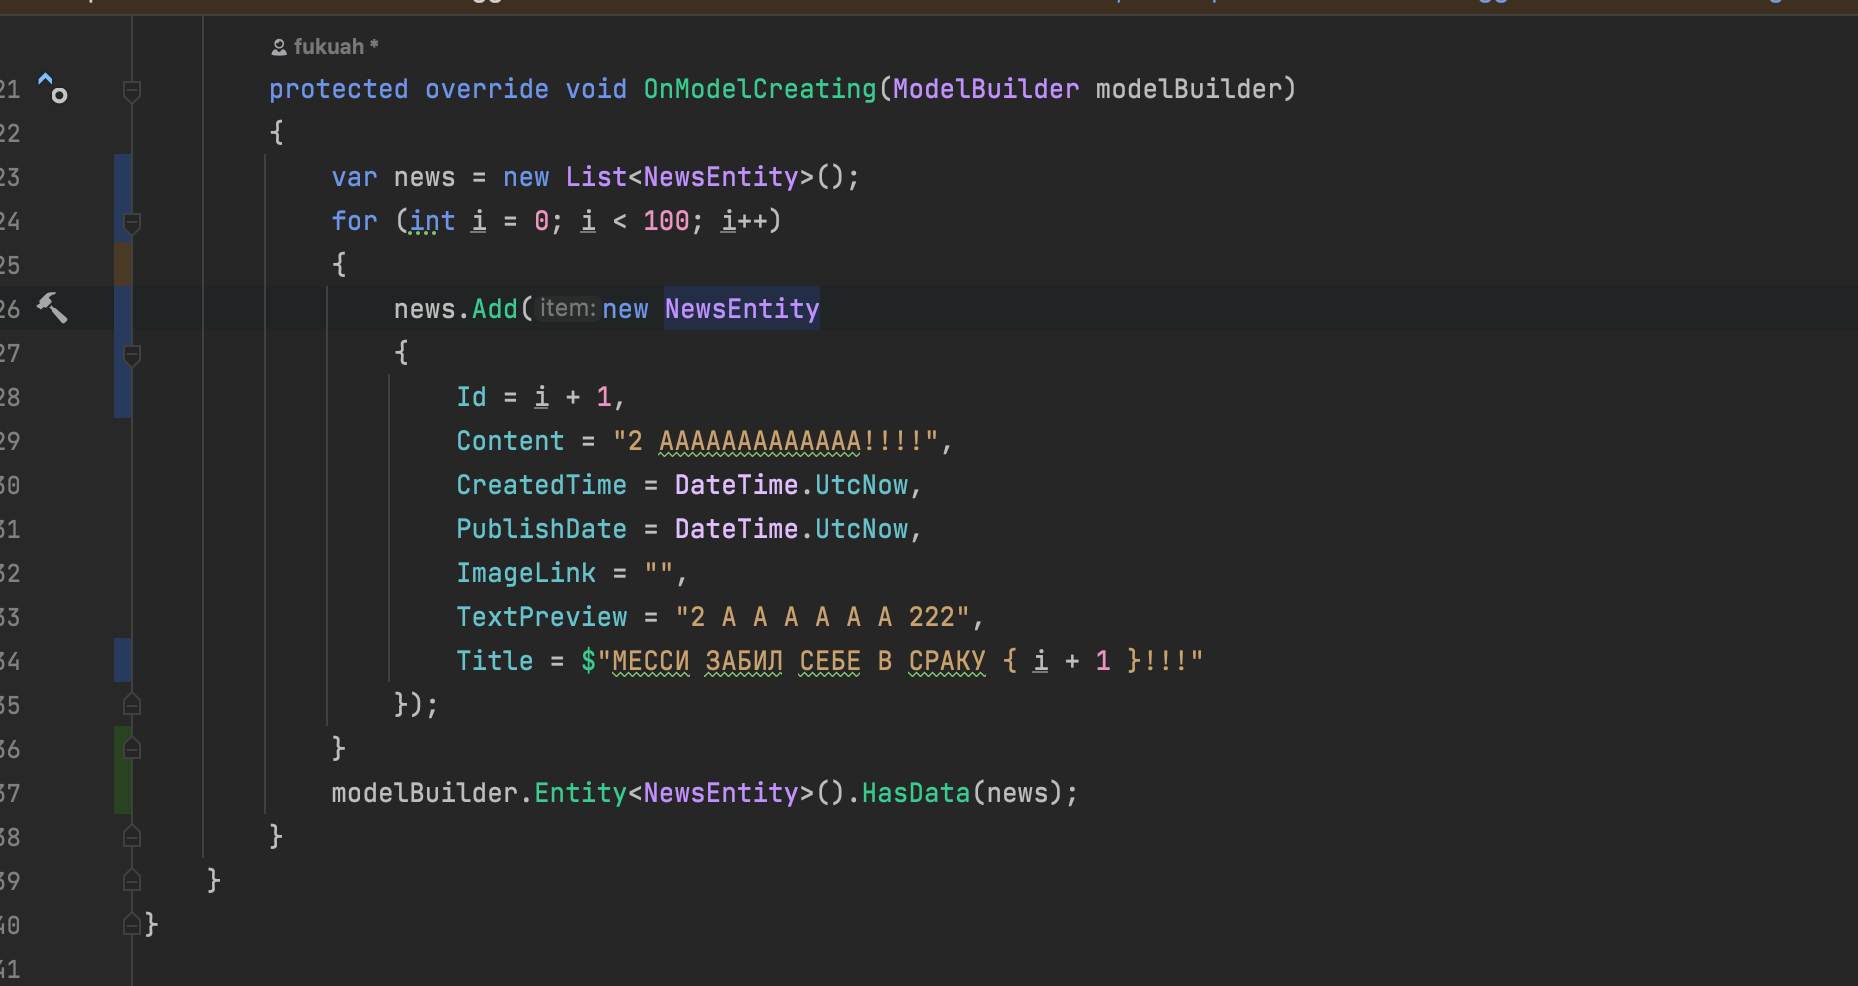 fukuah *
21 protected override void OnModelCreating(ModelBuilder modelBuilder)
22 {
23 var news = new List<NewsEntity>();
24 for (int i = 0; i < 100; i++)
25 {
26 news.Add( item: new NewsEntity
27 {
28 Id = i + 1,
29 Content = "2 AAAAAAAAAAAAA!!!!",
30 CreatedTime = DateTime.UtcNow,
31 PublishDate = DateTime.UtcNow,
32 ImageLink = "",
33 TextPreview = "2 A A A A A A 222",
34 Title = $"МЕССИ ЗАБИЛ СЕБЕ В СРАКУ { i + 1 }!!!"
35 });
36 }
37 modelBuilder.Entity<NewsEntity>().HasData(news);
38 }
39 }
40 }
41